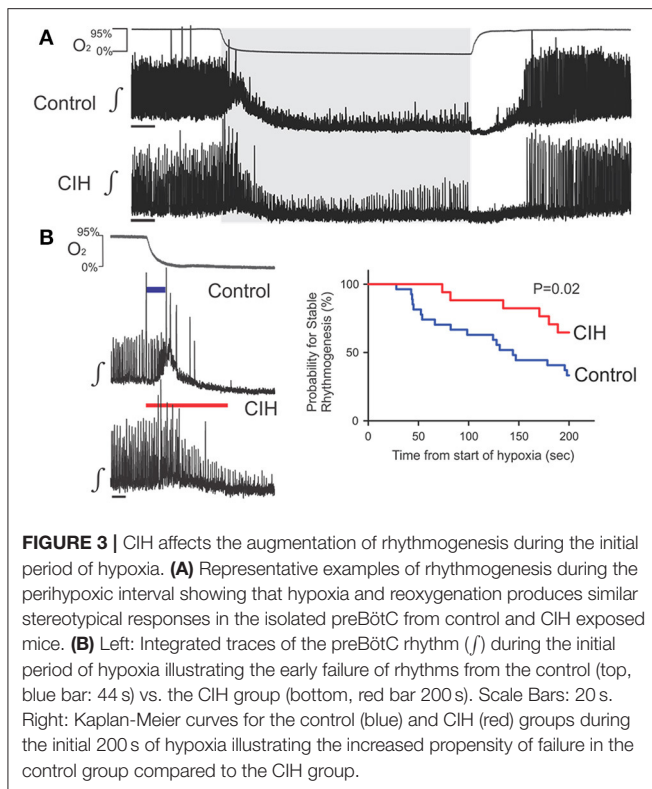 A
95%
O2
0%
Control ∫
CIH ∫
B
95%
O2
0%
Control
∫
CIH
∫
Probability for Stable
Rhythmogenesis (%)
100
50
0
P=0.02
CIH
Control
0 50 100 150 200
Time from start of hypoxia (sec)
FIGURE 3 | CIH affects the augmentation of rhythmogenesis during the initial
period of hypoxia. (A) Representative examples of rhythmogenesis during the
perihypoxic interval showing that hypoxia and reoxygenation produces similar
stereotypical responses in the isolated preBötC from control and CIH exposed
mice. (B) Left: Integrated traces of the preBötC rhythm (∫) during the initial
period of hypoxia illustrating the early failure of rhythms from the control (top,
blue bar: 44 s) vs. the CIH group (bottom, red bar 200 s). Scale Bars: 20 s.
Right: Kaplan-Meier curves for the control (blue) and CIH (red) groups during
the initial 200 s of hypoxia illustrating the increased propensity of failure in the
control group compared to the CIH group.